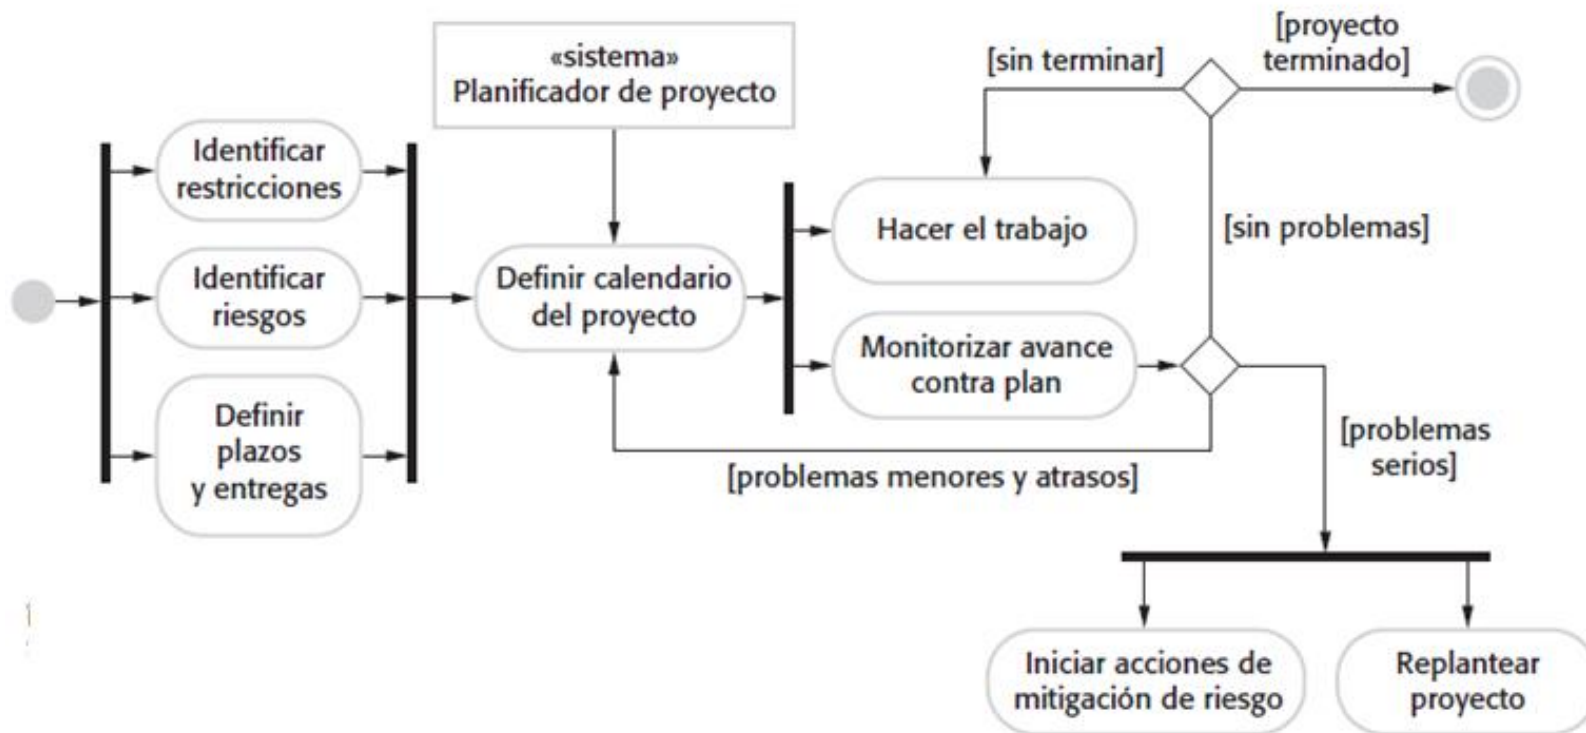 «sistema»
Planificador de proyecto
[sin terminar]
[proyecto
terminado]
Identificar
restricciones
Identificar
riesgos
Definir
plazos
y entregas
Definir calendario
del proyecto
Hacer el trabajo
[sin problemas]
Monitorizar avance
contra plan
[problemas menores y atrasos]
[problemas
serios]
Iniciar acciones de
mitigación de riesgo
Replantear
proyecto